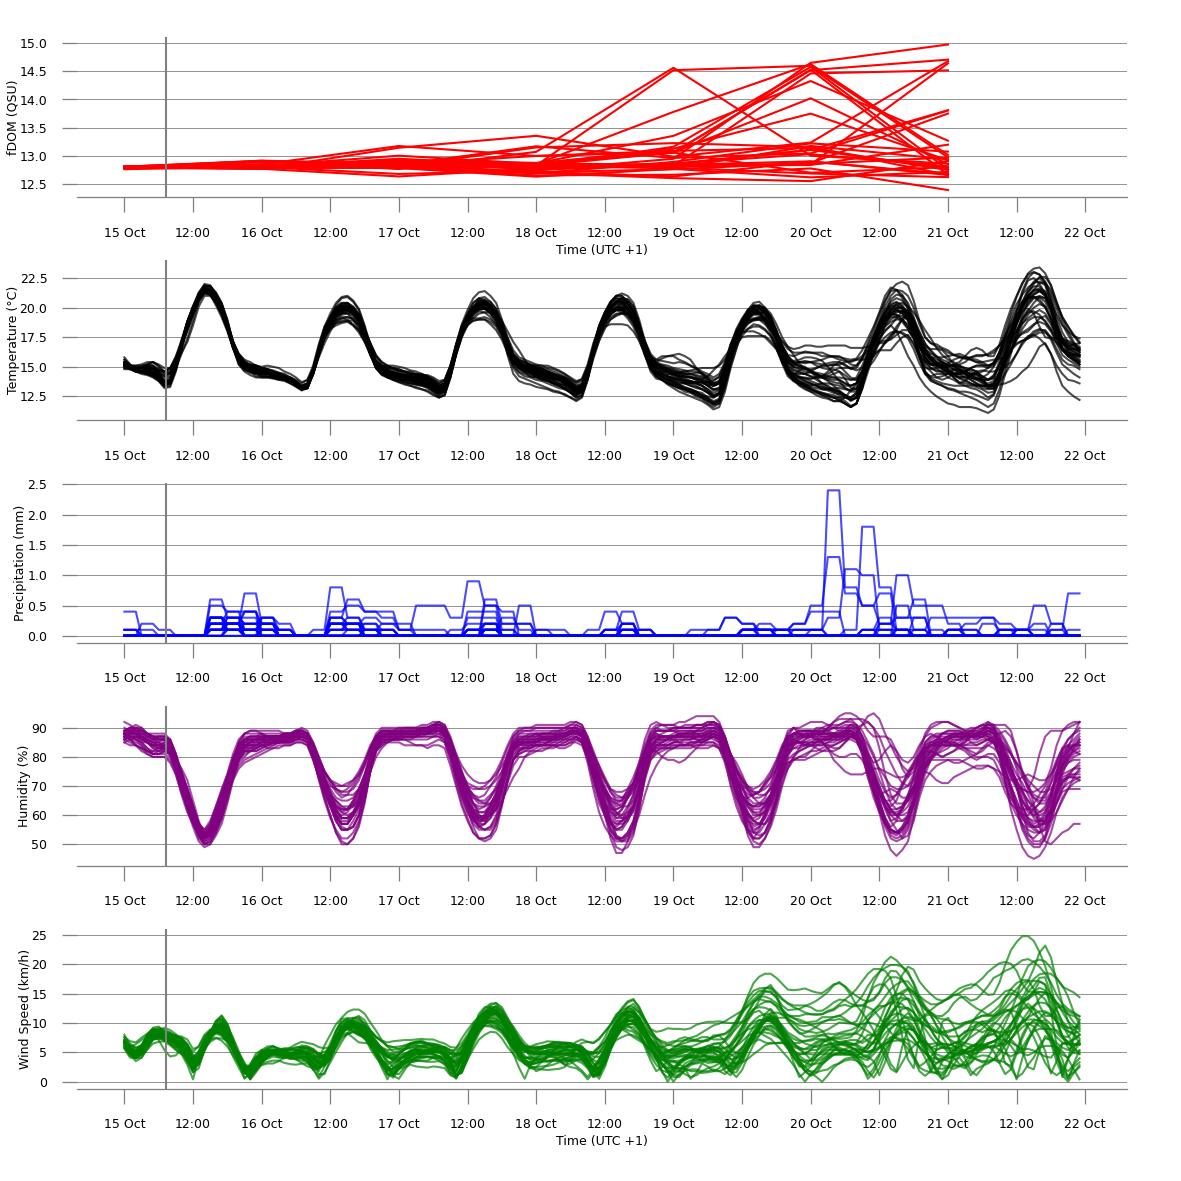 15.0
14.5
14.0
13.5
13.0
12.5
fDOM (QSU)
15 Oct 12:00 16 Oct 12:00 17 Oct 12:00 18 Oct 12:00 19 Oct 12:00 20 Oct 12:00 21 Oct 12:00 22 Oct
Time (UTC +1)
22.5
20.0
17.5
15.0
12.5
Temperature (°C)
15 Oct 12:00 16 Oct 12:00 17 Oct 12:00 18 Oct 12:00 19 Oct 12:00 20 Oct 12:00 21 Oct 12:00 22 Oct
2.5
2.0
1.5
1.0
0.5
0.0
Precipitation (mm)
15 Oct 12:00 16 Oct 12:00 17 Oct 12:00 18 Oct 12:00 19 Oct 12:00 20 Oct 12:00 21 Oct 12:00 22 Oct
90
80
70
60
50
Humidity (%)
15 Oct 12:00 16 Oct 12:00 17 Oct 12:00 18 Oct 12:00 19 Oct 12:00 20 Oct 12:00 21 Oct 12:00 22 Oct
25
20
15
10
5
0
Wind Speed (km/h)
15 Oct 12:00 16 Oct 12:00 17 Oct 12:00 18 Oct 12:00 19 Oct 12:00 20 Oct 12:00 21 Oct 12:00 22 Oct
Time (UTC +1)